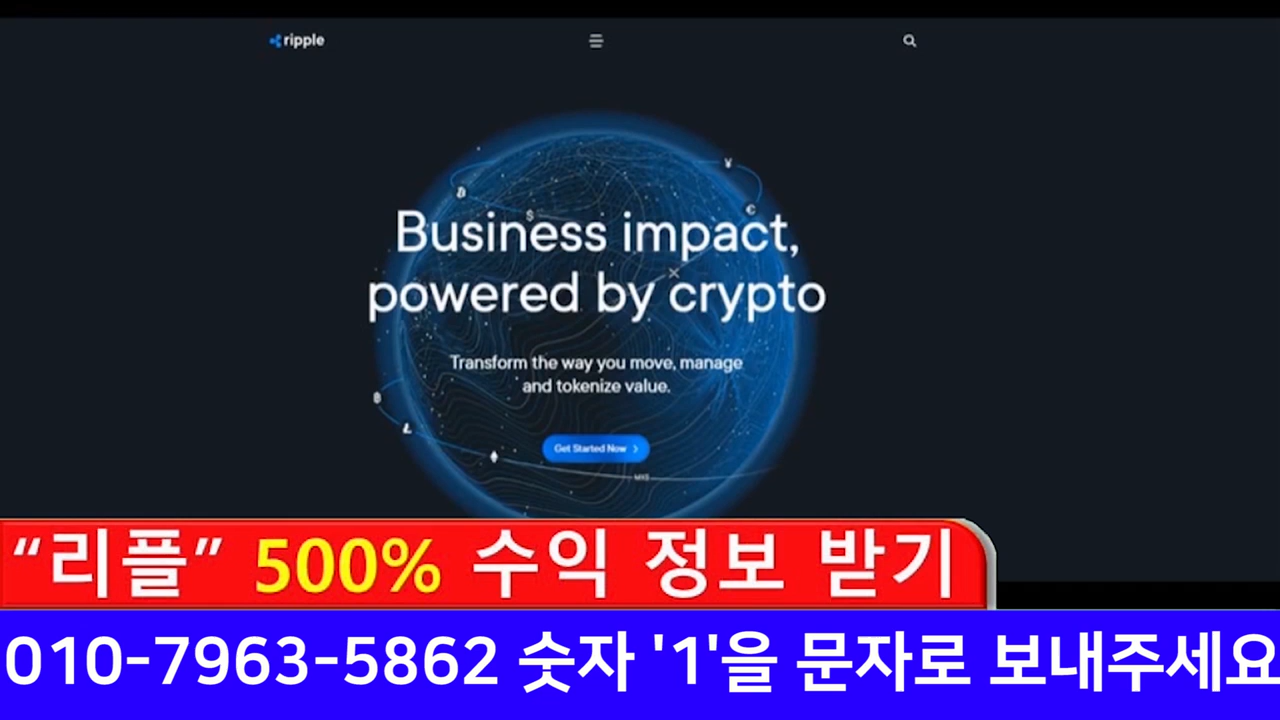 ripple
Business impact,
powered by crypto
Transform the way you move, manage
and tokenize value.
Get Started Now
“리플” 500% 수익 정보 받기
010-7963-5862 숫자 '1'을 문자로 보내주세요